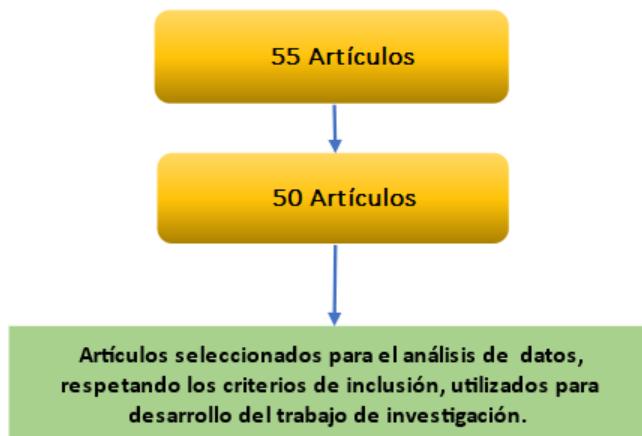 55 Artículos
50 Artículos
Artículos seleccionados para el análisis de datos,
respetando los criterios de inclusión, utilizados para
desarrollo del trabajo de investigación.